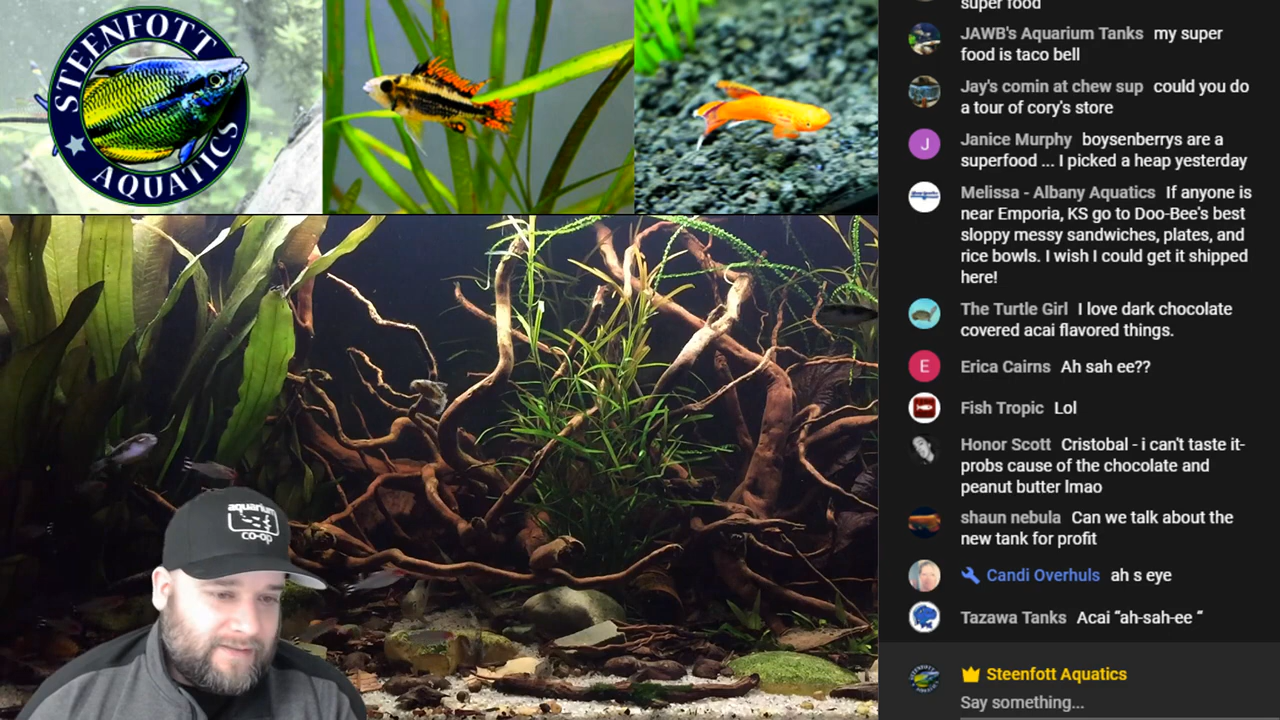 STEENFOTT
AQUATICS
aquarium
co-op
super food
JAWB's Aquarium Tanks my super
food is taco bell
Jay's comin at chew sup could you do
a tour of cory's store
J
Janice Murphy boysenberrys are a
superfood ... I picked a heap yesterday
Melissa - Albany Aquatics If anyone is
near Emporia, KS go to Doo-Bee's best
sloppy messy sandwiches, plates, and
rice bowls. I wish I could get it shipped
here!
The Turtle Girl I love dark chocolate
covered acai flavored things.
E
Erica Cairns Ah sah ee??
Fish Tropic Lol
Honor Scott Cristobal - i can't taste it-
probs cause of the chocolate and
peanut butter lmao
shaun nebula Can we talk about the
new tank for profit
Candi Overhuls ah s eye
Tazawa Tanks Acai “ah-sah-ee “
Steenfott Aquatics
Say something...